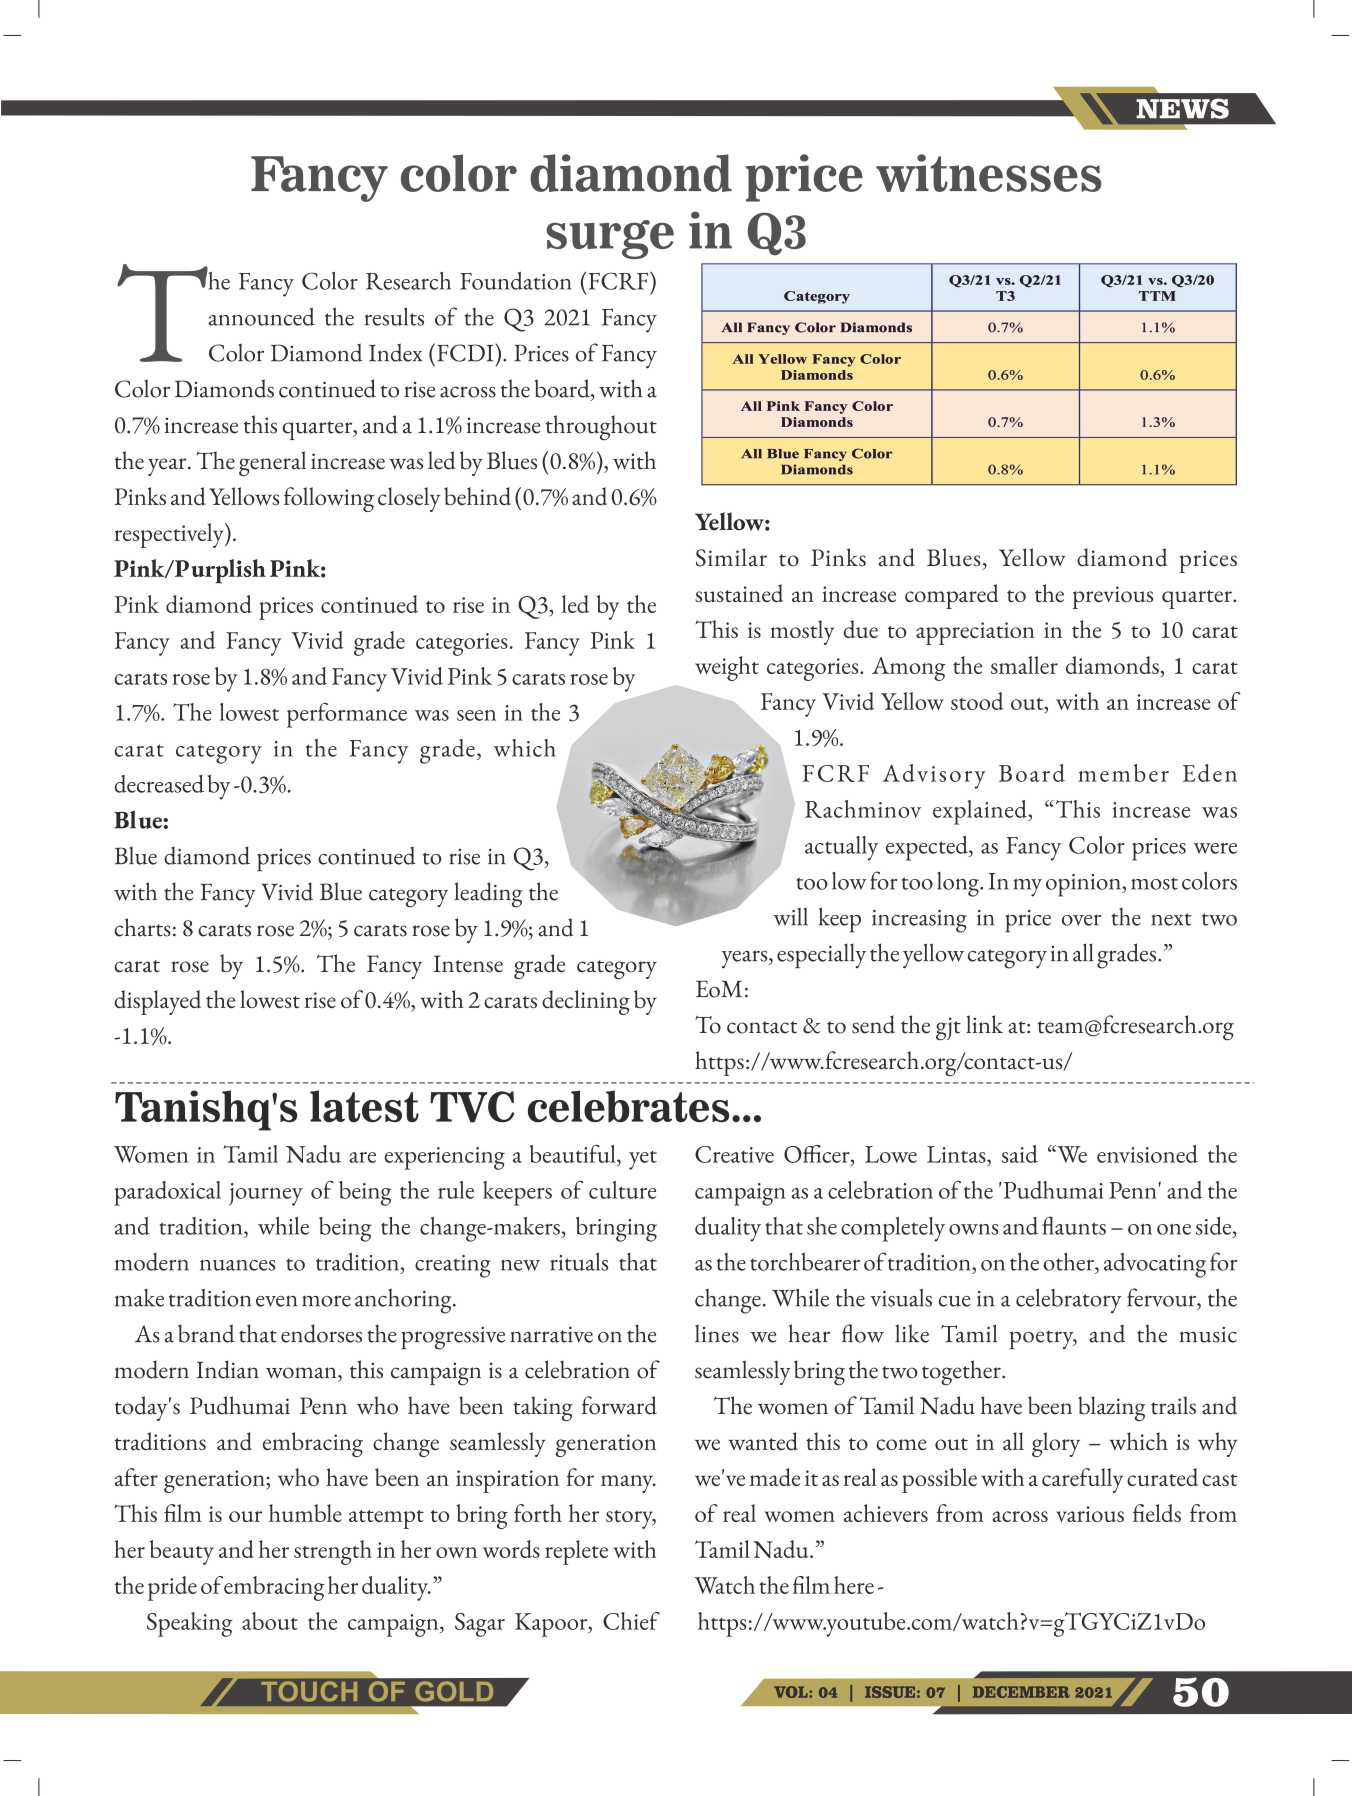 NEWS
Fancy color diamond price witnesses
surge in Q3
The Fancy Color Research Foundation (FCRF)
announced the results of the Q3 2021 Fancy
Color Diamond Index (FCDI). Prices of Fancy
Color Diamonds continued to rise across the board, with a
0.7% increase this quarter, and a 1.1% increase throughout
the year. The general increase was led by Blues (0.8%), with
Pinks and Yellows following closely behind (0.7% and 0.6%
respectively).
Pink/Purplish Pink:
Pink diamond prices continued to rise in Q3, led by the
Fancy and Fancy Vivid grade categories. Fancy Pink 1
carats rose by 1.8% and Fancy Vivid Pink 5 carats rose by
1.7%. The lowest performance was seen in the 3
carat category in the Fancy grade, which
decreased by -0.3%.
Blue:
Blue diamond prices continued to rise in Q3,
with the Fancy Vivid Blue category leading the
charts: 8 carats rose 2%; 5 carats rose by 1.9%; and 1
carat rose by 1.5%. The Fancy Intense grade category
displayed the lowest rise of 0.4%, with 2 carats declining by
-1.1%.
Category Q3/21 vs. Q2/21 T3 Q3/21 vs. Q3/20 TTM
All Fancy Color Diamonds 0.7% 1.1%
All Yellow Fancy Color
Diamonds 0.6% 0.6%
All Pink Fancy Color
Diamonds 0.7% 1.3%
All Blue Fancy Color
Diamonds 0.8% 1.1%
Yellow:
Similar to Pinks and Blues, Yellow diamond prices
sustained an increase compared to the previous quarter.
This is mostly due to appreciation in the 5 to 10 carat
weight categories. Among the smaller diamonds, 1 carat
Fancy Vivid Yellow stood out, with an increase of
1.9%.
FCRF Advisory Board member Eden
Rachminov explained, “This increase was
actually expected, as Fancy Color prices were
too low for too long. In my opinion, most colors
will keep increasing in price over the next two
years, especially the yellow category in all grades.”
EoM:
To contact & to send the gjt link at: team@fcresearch.org
https://www.fcresearch.org/contact-us/
Tanishq's latest TVC celebrates...
Women in Tamil Nadu are experiencing a beautiful, yet
paradoxical journey of being the rule keepers of culture
and tradition, while being the change-makers, bringing
modern nuances to tradition, creating new rituals that
make tradition even more anchoring.
As a brand that endorses the progressive narrative on the
modern Indian woman, this campaign is a celebration of
today's Pudhumai Penn who have been taking forward
traditions and embracing change seamlessly generation
after generation; who have been an inspiration for many.
This film is our humble attempt to bring forth her story,
her beauty and her strength in her own words replete with
the pride of embracing her duality.”
Speaking about the campaign, Sagar Kapoor, Chief
Creative Officer, Lowe Lintas, said “We envisioned the
campaign as a celebration of the 'Pudhumai Penn' and the
duality that she completely owns and flaunts – on one side,
as the torchbearer of tradition, on the other, advocating for
change. While the visuals cue in a celebratory fervour, the
lines we hear flow like Tamil poetry, and the music
seamlessly bring the two together.
The women of Tamil Nadu have been blazing trails and
we wanted this to come out in all glory – which is why
we've made it as real as possible with a carefully curated cast
of real women achievers from across various fields from
Tamil Nadu.”
Watch the film here -
https://www.youtube.com/watch?v=gTGYCiZ1vDo
TOUCH OF GOLD
VOL: 04 | ISSUE: 07 | DECEMBER 2021 50